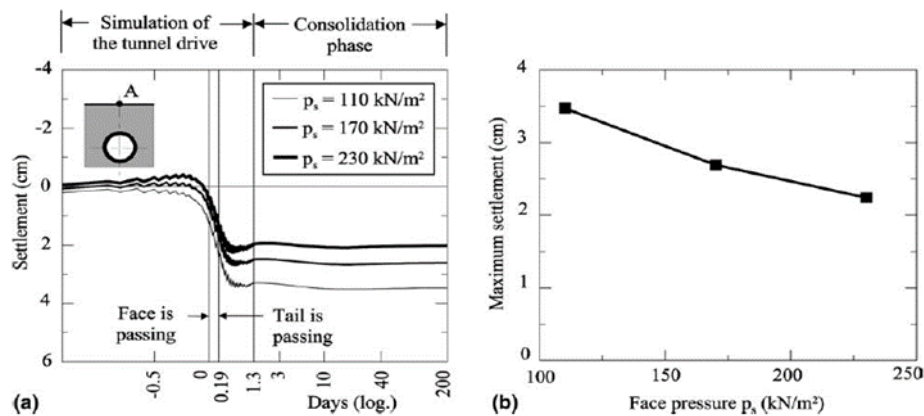 Simulation of
the tunnel drive
Consolidation
phase
-4
-2
0
2
4
6
Settlement (cm)
A
pₛ = 110 kN/m²
pₛ = 170 kN/m²
pₛ = 230 kN/m²
Face is
passing
Tail is
passing
-0.5
0
0.19
1.3
3
10
20
200
Days (log.)
(a)
4
3
2
1
0
Maximum settlement (cm)
100
150
200
250
Face pressure pₛ (kN/m²)
(b)